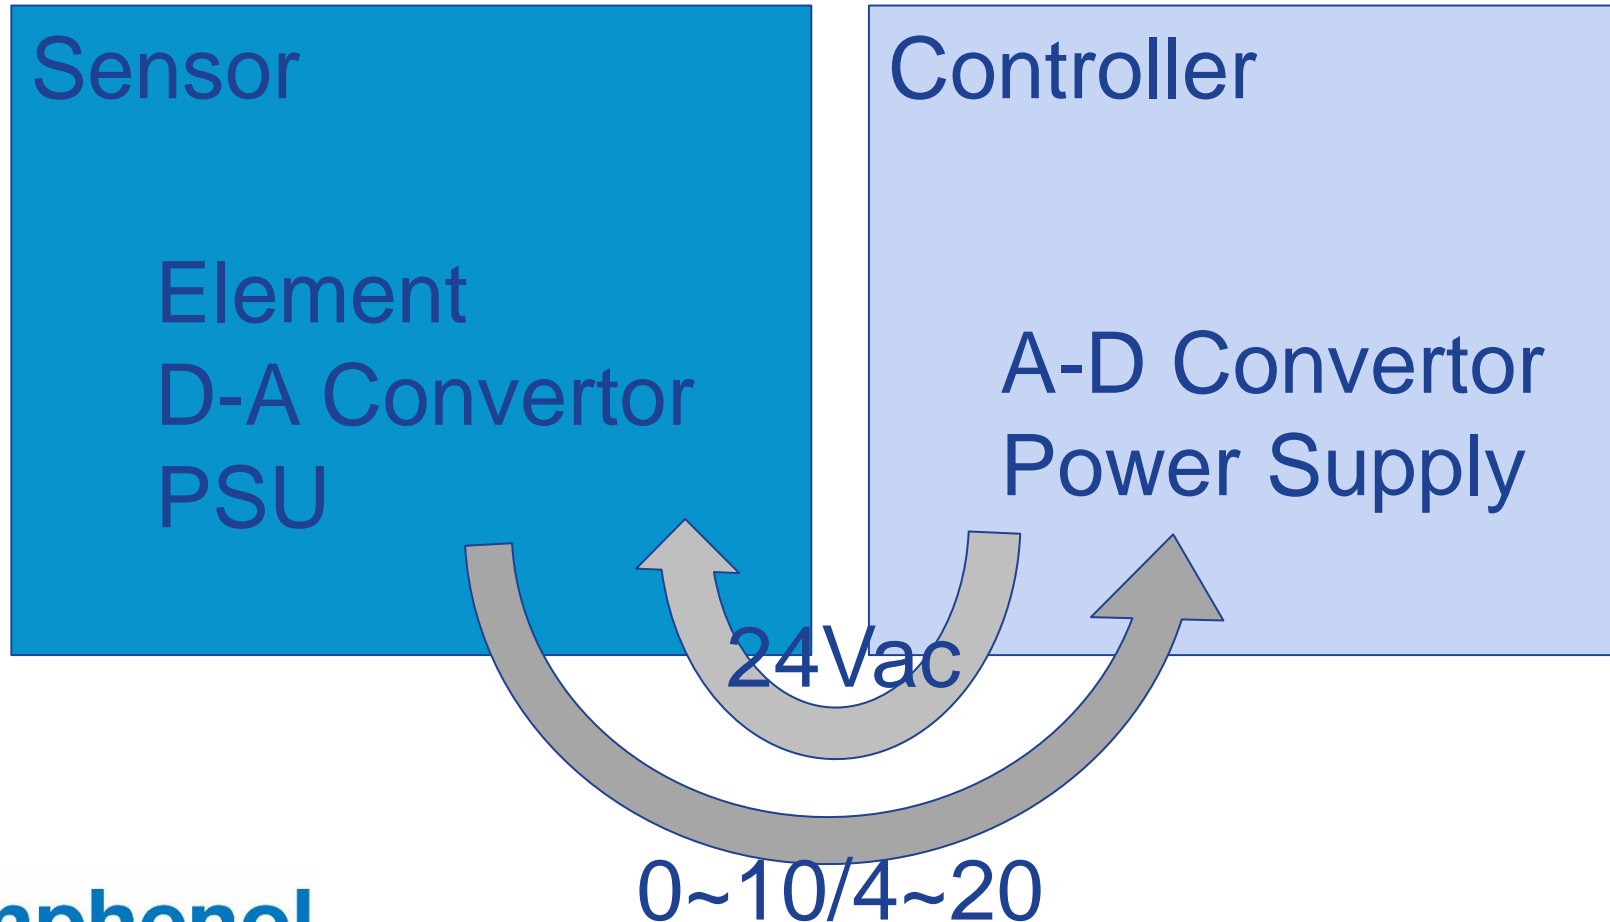 Sensor
Element
D-A Convertor
PSU
Controller
A-D Convertor
Power Supply
24Vac
0~10/4~20